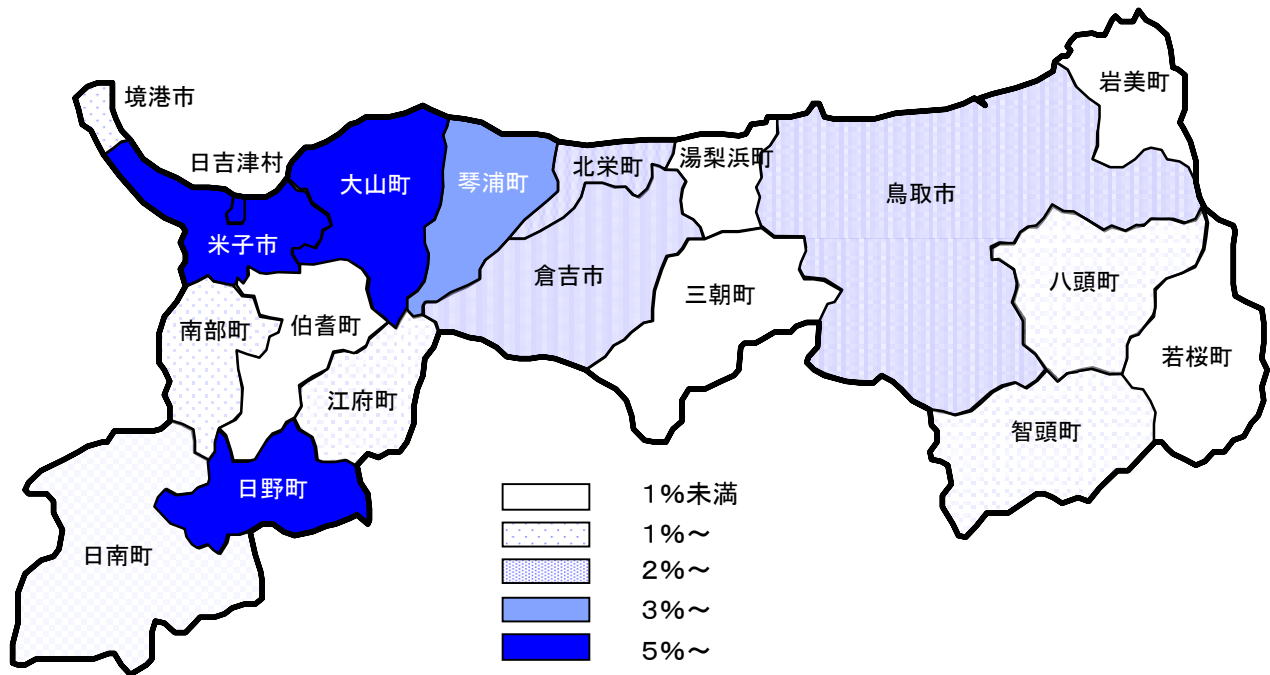 境港市
岩美町
日吉津村
大山町
琴浦町
北栄町
湯梨浜町
鳥取市
米子市
倉吉市
三朝町
八頭町
南部町
伯耆町
若桜町
江府町
智頭町
日野町
日南町
1%未満
1%～
2%～
3%～
5%～